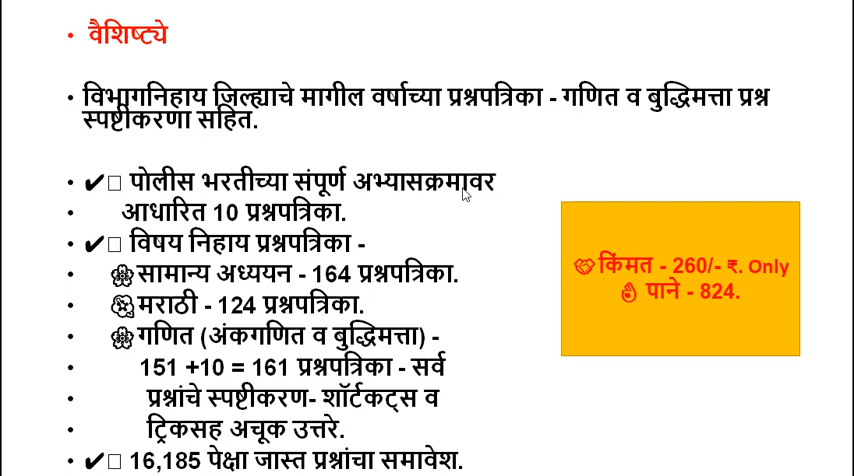 • वैशिष्ट्ये
• विभागनिहाय जिल्ह्याचे मागील वर्षाच्या प्रश्नपत्रिका - गणित व बुद्धिमत्ता प्रश्न
स्पष्टीकरणा सहित.
• ✔□ पोलीस भरतीच्या संपूर्ण अभ्यासक्रमावर
• आधारित 10 प्रश्नपत्रिका.
• ✔□ विषय निहाय प्रश्नपत्रिका -
• 🏵सामान्य अध्ययन - 164 प्रश्नपत्रिका.
• 💮मराठी - 124 प्रश्नपत्रिका.
• 🏵गणित (अंकगणित व बुद्धिमत्ता) -
• 151 +10 = 161 प्रश्नपत्रिका - सर्व
• प्रश्नांचे स्पष्टीकरण- शॉर्टकट्स व
• ट्रिकसह अचूक उत्तरे.
• ✔□ 16,185 पेक्षा जास्त प्रश्नांचा समावेश.
🤝किंमत - 260/- ₹. Only
👌 पाने - 824.